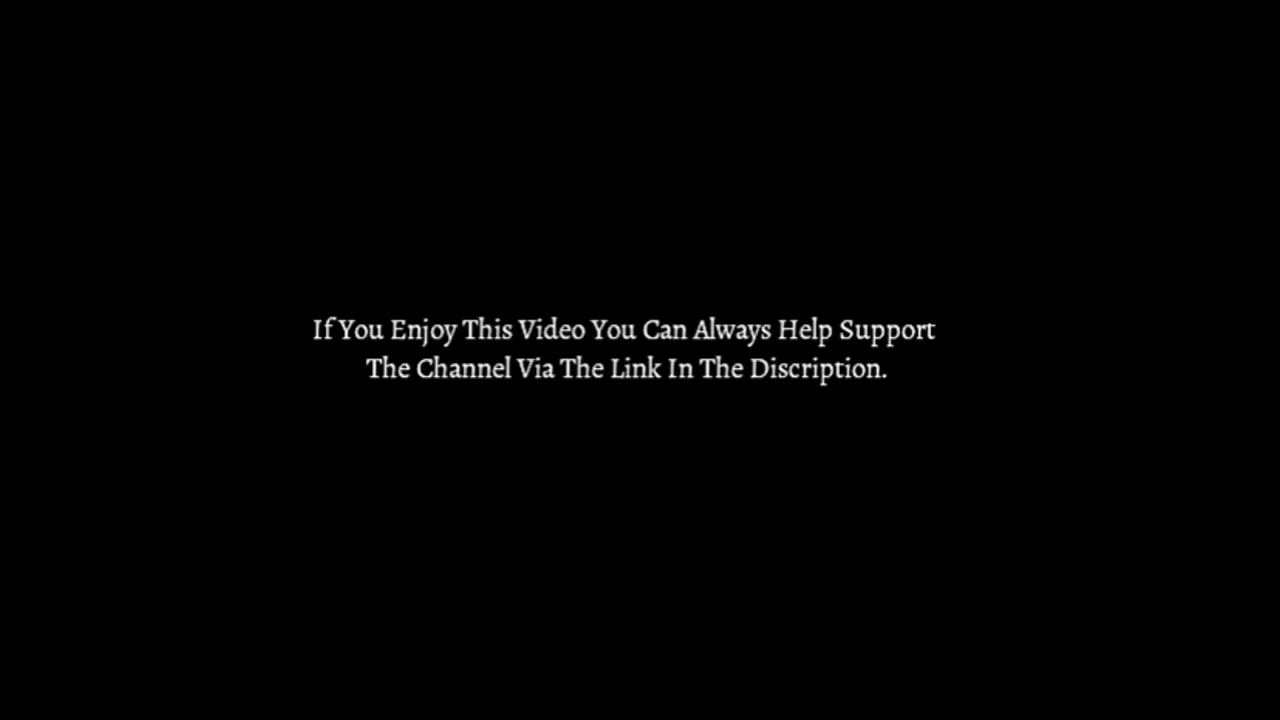 If You Enjoy This Video You Can Always Help Support
The Channel Via The Link In The Discription.